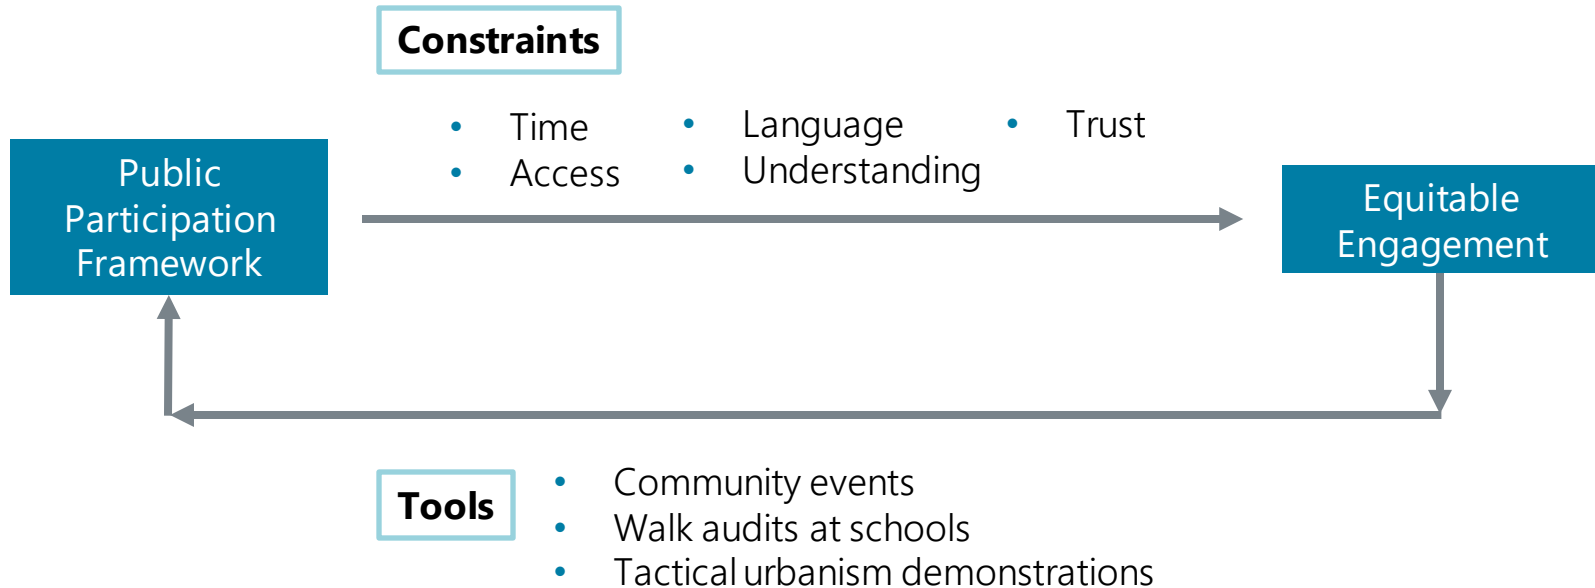 Constraints
• Time
• Access
• Language
• Understanding
• Trust
Public
Participation
Framework
Equitable
Engagement
Tools
• Community events
• Walk audits at schools
• Tactical urbanism demonstrations